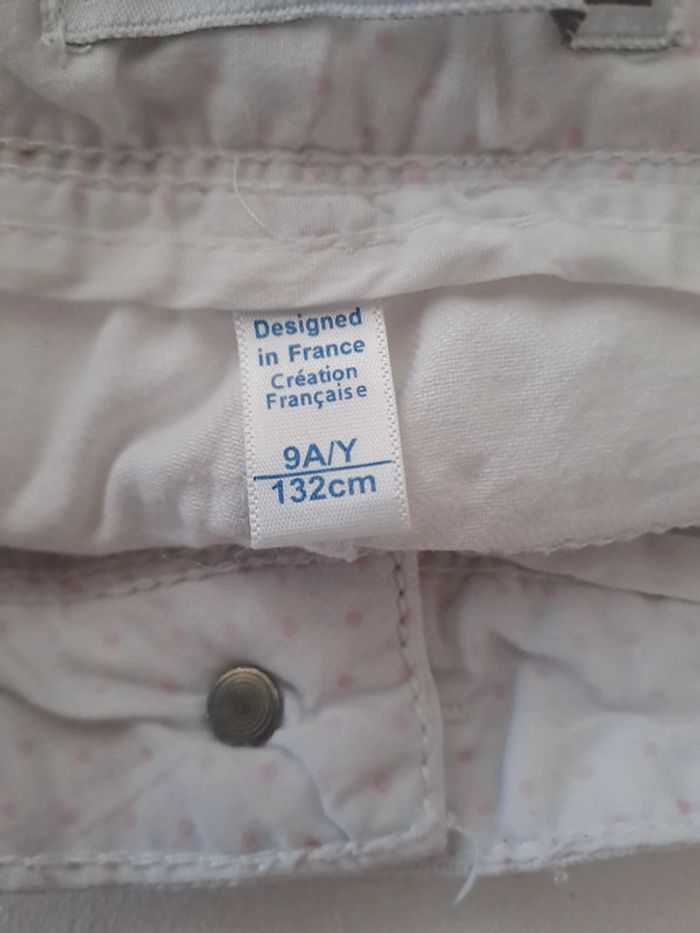 Designed
in France
Création
Française
9A/Y
132cm